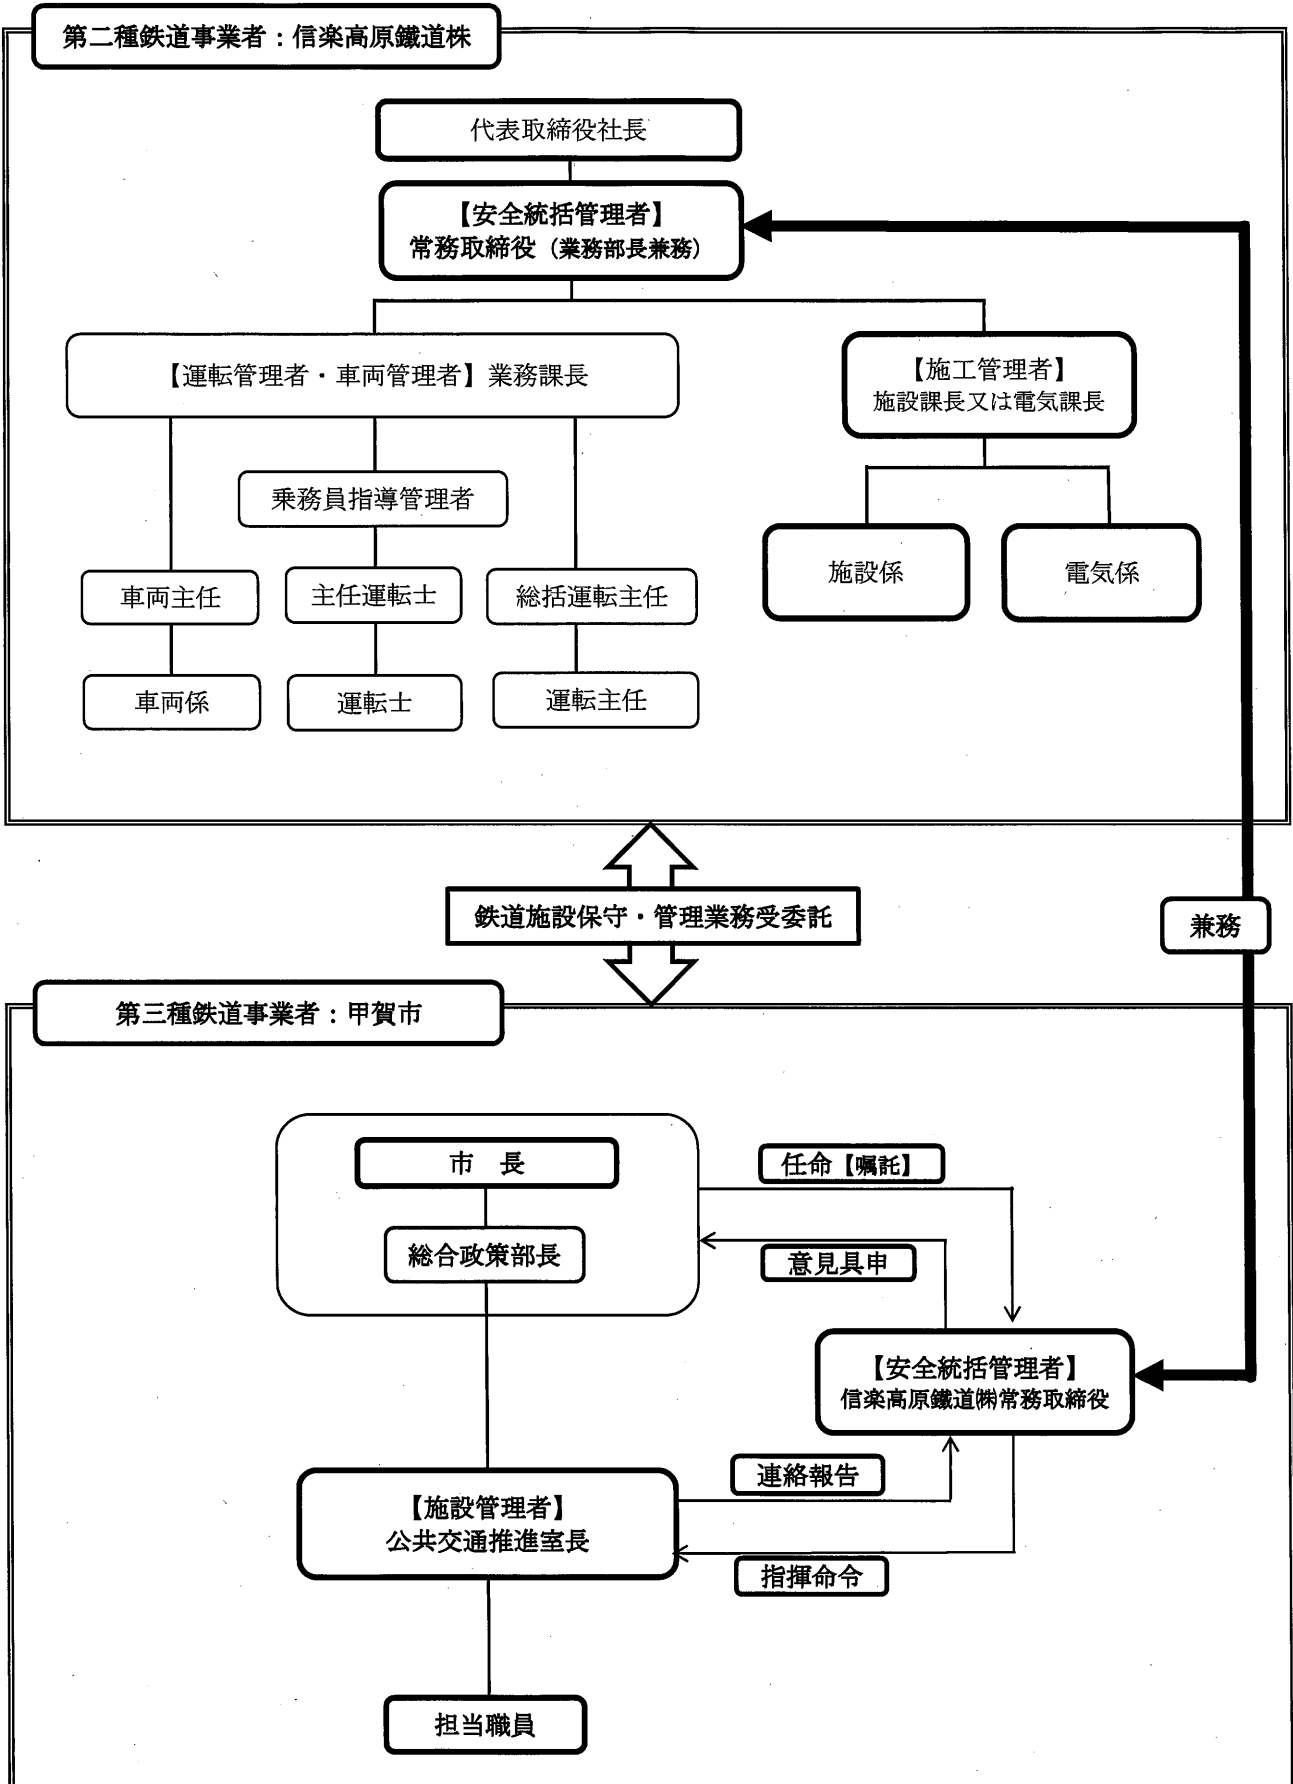 第二種鉄道事業者：信楽高原鐵道株
代表取締役社長
【安全統括管理者】
常務取締役（業務部長兼務）
【運転管理者・車両管理者】業務課長
【施工管理者】
施設課長又は電気課長
乗務員指導管理者
施設係
電気係
車両主任
主任運転士
総括運転主任
車両係
運転士
運転主任
鉄道施設保守・管理業務受委託
兼務
第三種鉄道事業者：甲賀市
市　長
任命【嘱託】
総合政策部長
意見具申
【安全統括管理者】
信楽高原鐵道㈱常務取締役
連絡報告
【施設管理者】
公共交通推進室長
指揮命令
担当職員